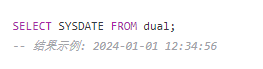 SELECT SYSDATE FROM dual;
-- 结果示例: 2024-01-01 12:34:56